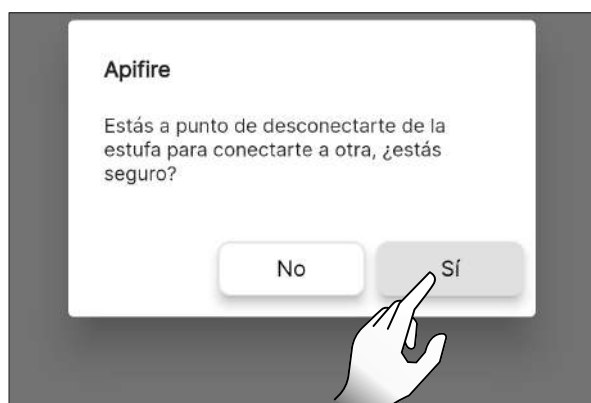 Apifire
Estás a punto de desconectarte de la
estufa para conectarte a otra, ¿estás
seguro?
No
Sí